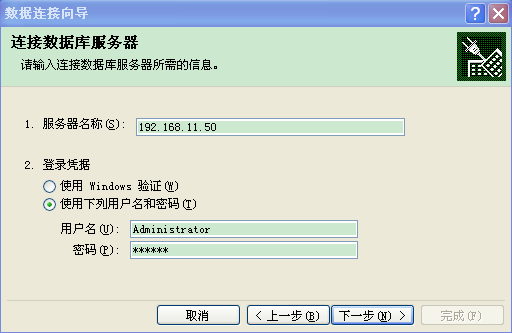 数据连接向导
连接数据库服务器
请输入连接数据库服务器所需的信息。
1. 服务器名称(S): 192.168.11.50
2. 登录凭据
使用 Windows 验证(W)
使用下列用户名和密码(T)
用户名(U): Administrator
密码(P): ******
取消 < 上一步(B) 下一步(N) > 完成(F)